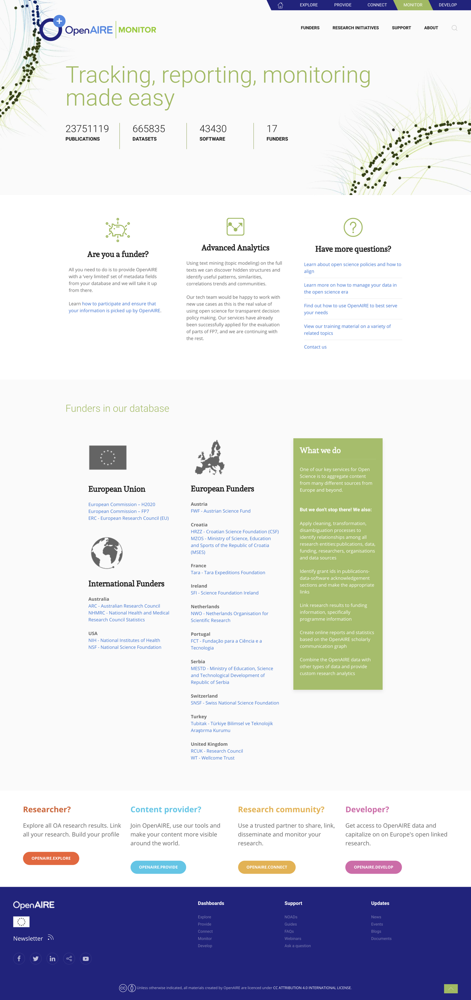 EXPLORE PROVIDE CONNECT MONITOR DEVELOP
OpenAIRE MONITOR
FUNDERS RESEARCH INITIATIVES SUPPORT ABOUT
Tracking, reporting, monitoring
made easy
23751119 665835 43430 17
PUBLICATIONS DATASETS SOFTWARE FUNDERS
Are you a funder?
All you need to do is to provide OpenAIRE
with a ‘very limited’ set of metadata fields
from your database and we will take it up
from there.
Learn how to participate and ensure that
your information is picked up by OpenAIRE.
Advanced Analytics
Using text mining (topic modeling) on the full
texts we can discover hidden structures and
identify useful patterns, similarities,
correlations trends and communities.
Our tech team would be happy to work with
new use cases as this is the real value of
using open science for transparent decision
policy making. Our services have already
been successfully applied for the evaluation
of parts of FP7, and we are continuing with
the rest.
Have more questions?
Learn about open science policies and how to
align
Learn more on how to manage your data in
the open science era
Find out how to use OpenAIRE to best serve
your needs
View our training material on a variety of
related topics
Contact us
Funders in our database
European Union
European Commission – H2020
European Commission – FP7
ERC - European Research Council (EU)
International Funders
Australia
ARC - Australian Research Council
NHMRC - National Health and Medical
Research Council Statistics
USA
NIH - National Institutes of Health
NSF - National Science Foundation
European Funders
Austria
FWF - Austrian Science Fund
Croatia
HRZZ - Croatian Science Foundation (CSF)
MZOS - Ministry of Science, Education
and Sports of the Republic of Croatia
(MSES)
France
Tara - Tara Expeditions Foundation
Ireland
SFI - Science Foundation Ireland
Netherlands
NWO - Netherlands Organisation for
Scientific Research
Portugal
FCT - Fundação para a Ciência e a
Tecnologia
Serbia
MESTD - Ministry of Education, Science
and Technological Development of
Republic of Serbia
Switzerland
SNSF - Swiss National Science Foundation
Turkey
Tubitak - Türkiye Bilimsel ve Teknolojik
Araştırma Kurumu
United Kingdom
RCUK - Research Council
WT - Wellcome Trust
What we do
One of our key services for Open
Science is to aggregate content
from many different sources from
Europe and beyond.
But we don't stop there! We also:
Apply cleaning, transformation,
disambiguation processes to
identify relationships among all
research entities:publications, data,
funding, researchers, organisations
and data sources
Identify grant ids in publications-
data-software acknowledgement
sections and make the appropriate
links
Link research results to funding
information, specifically
programme information
Create online reports and statistics
based on the OpenAIRE scholarly
communication graph
Combine the OpenAIRE data with
other types of data and provide
custom research analytics
Researcher?
Explore all OA research results. Link
all your research. Build your profile
OPENAIRE.EXPLORE
Content provider?
Join OpenAIRE, use our tools and
make your content more visible
around the world.
OPENAIRE.PROVIDE
Research community?
Use a trusted partner to share, link,
disseminate and monitor your
research.
OPENAIRE.CONNECT
Developer?
Get access to OpenAIRE data and
capitalize on on Europe's open linked
research.
OPENAIRE.DEVELOP
OpenAIRE
Newsletter
Dashboards
Explore
Provide
Connect
Monitor
Develop
Support
NOADs
Guides
FAQs
Webinars
Ask a question
Updates
News
Events
Blogs
Documents
Unless otherwise indicated, all materials created by OpenAIRE are licenced under CC ATTRIBUTION 4.0 INTERNATIONAL LICENSE.